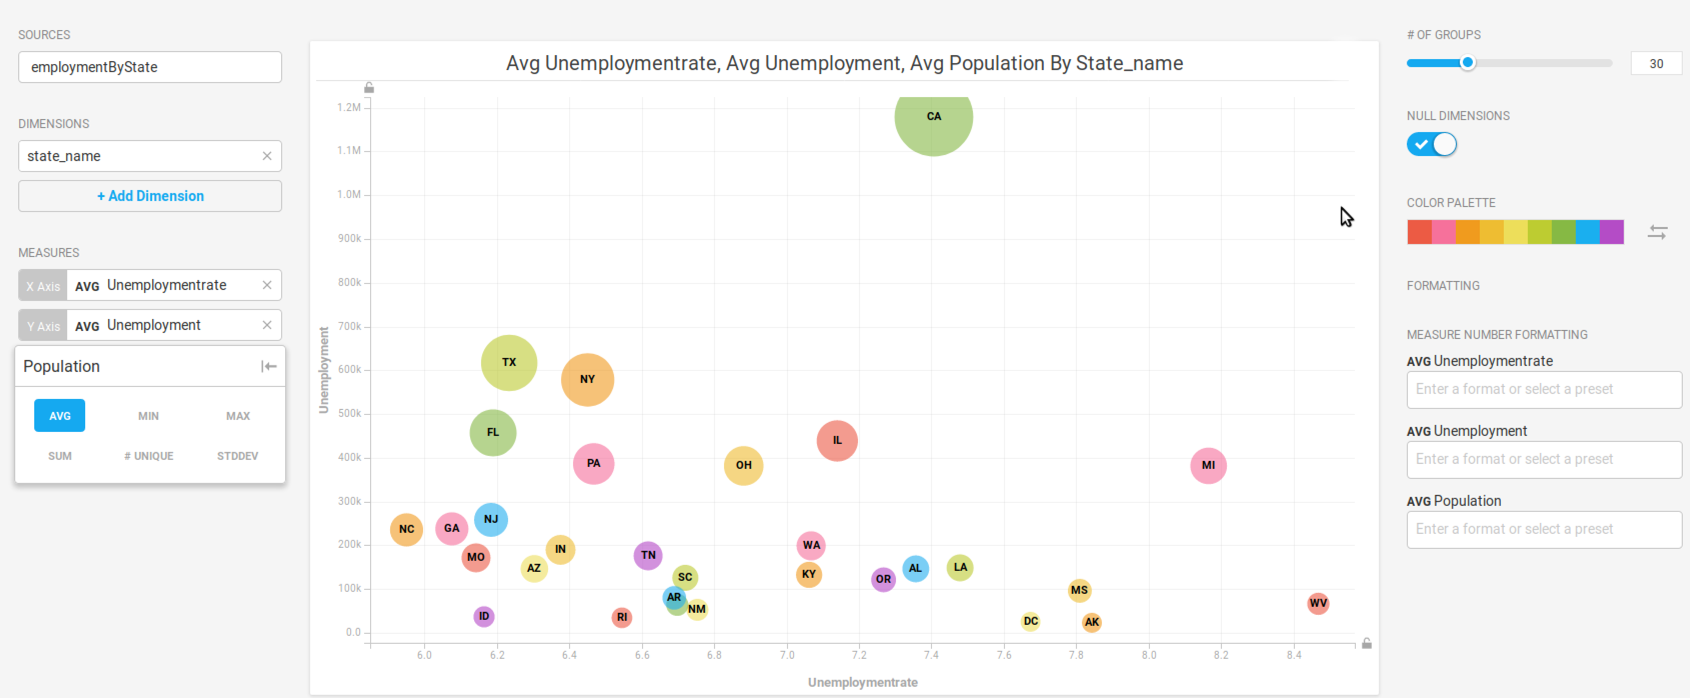 SOURCES
employmentByState
DIMENSIONS
state_name
+ Add Dimension
MEASURES
X Axis AVG Unemploymentrate
Y Axis AVG Unemployment
Population
AVG MIN MAX
SUM # UNIQUE STDDEV
Avg Unemploymentrate, Avg Unemployment, Avg Population By State_name
Unemployment
1.2M
1.1M
1.0M
900k
800k
700k
600k
500k
400k
300k
200k
100k
0.0
CA
TX
NY
FL
IL
PA
OH
MI
NC
GA
NJ
MO
AZ
IN
TN
WA
SC
KY
OR
AL
LA
AR
NM
MS
WV
ID
RI
DC
AK
6.0 6.2 6.4 6.6 6.8 7.0 7.2 7.4 7.6 7.8 8.0 8.2 8.4
Unemploymentrate
# OF GROUPS
30
NULL DIMENSIONS
COLOR PALETTE
FORMATTING
MEASURE NUMBER FORMATTING
AVG Unemploymentrate
Enter a format or select a preset
AVG Unemployment
Enter a format or select a preset
AVG Population
Enter a format or select a preset